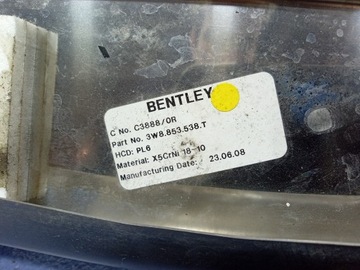 BENTLEY
C No. C3888/0R
Part No. 3W8.853.538.T
HCD: PL6
Material: X5CrNi 18-10
Manufacturing Date: 23.06.08